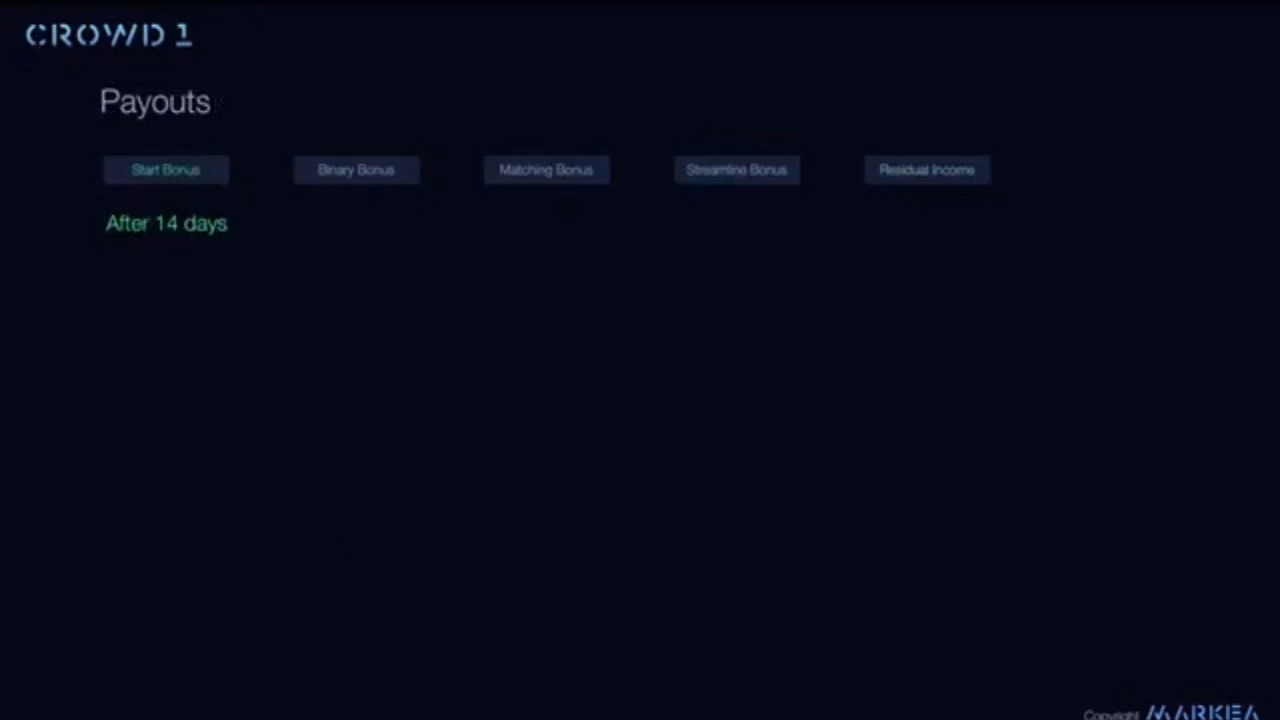 CROWD 1
Payouts
Start Bonus Binary Bonus Matching Bonus Streamline Bonus Residual Income
After 14 days
Copyright MARKEA